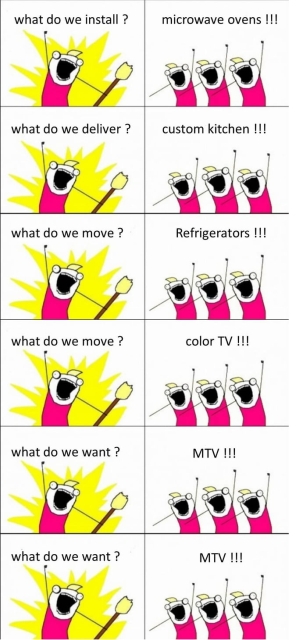 what do we install ?
microwave ovens !!!
what do we deliver ?
custom kitchen !!!
what do we move ?
Refrigerators !!!
what do we move ?
color TV !!!
what do we want ?
MTV !!!
what do we want ?
MTV !!!